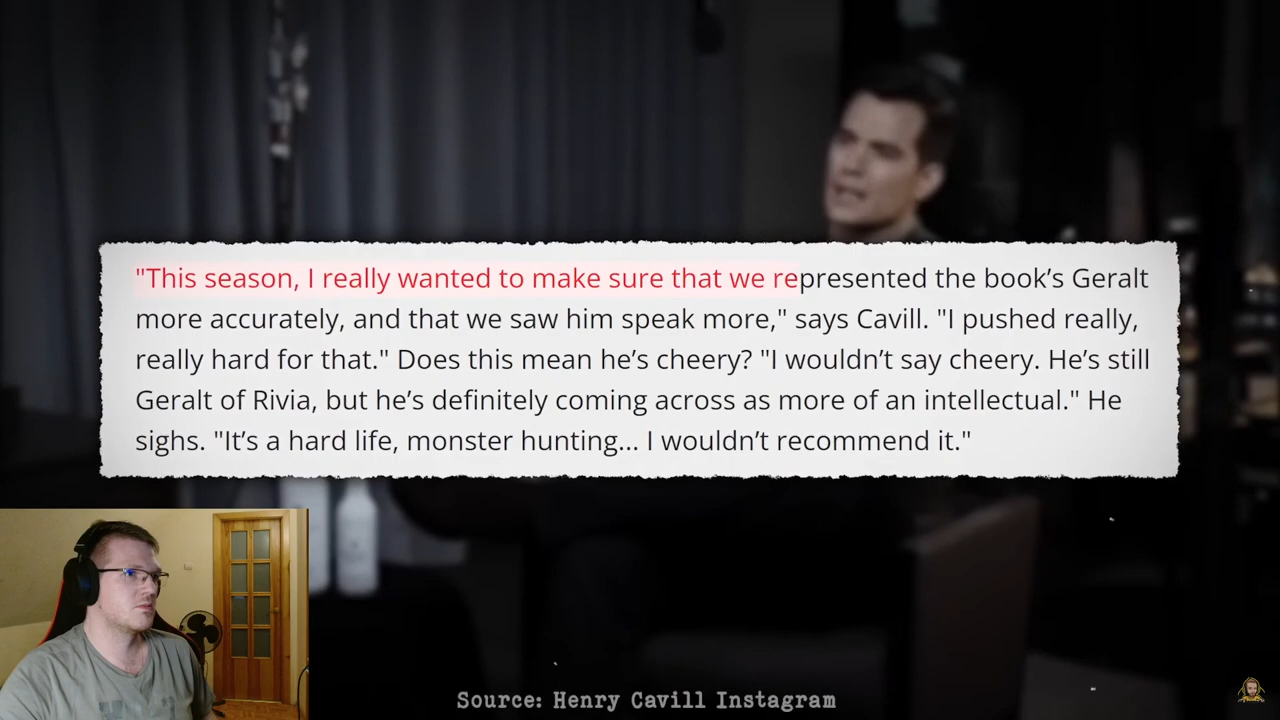 "This season, I really wanted to make sure that we represented the book’s Geralt
more accurately, and that we saw him speak more," says Cavill. "I pushed really,
really hard for that." Does this mean he’s cheery? "I wouldn’t say cheery. He’s still
Geralt of Rivia, but he’s definitely coming across as more of an intellectual." He
sighs. "It’s a hard life, monster hunting... I wouldn’t recommend it."
Source: Henry Cavill Instagram